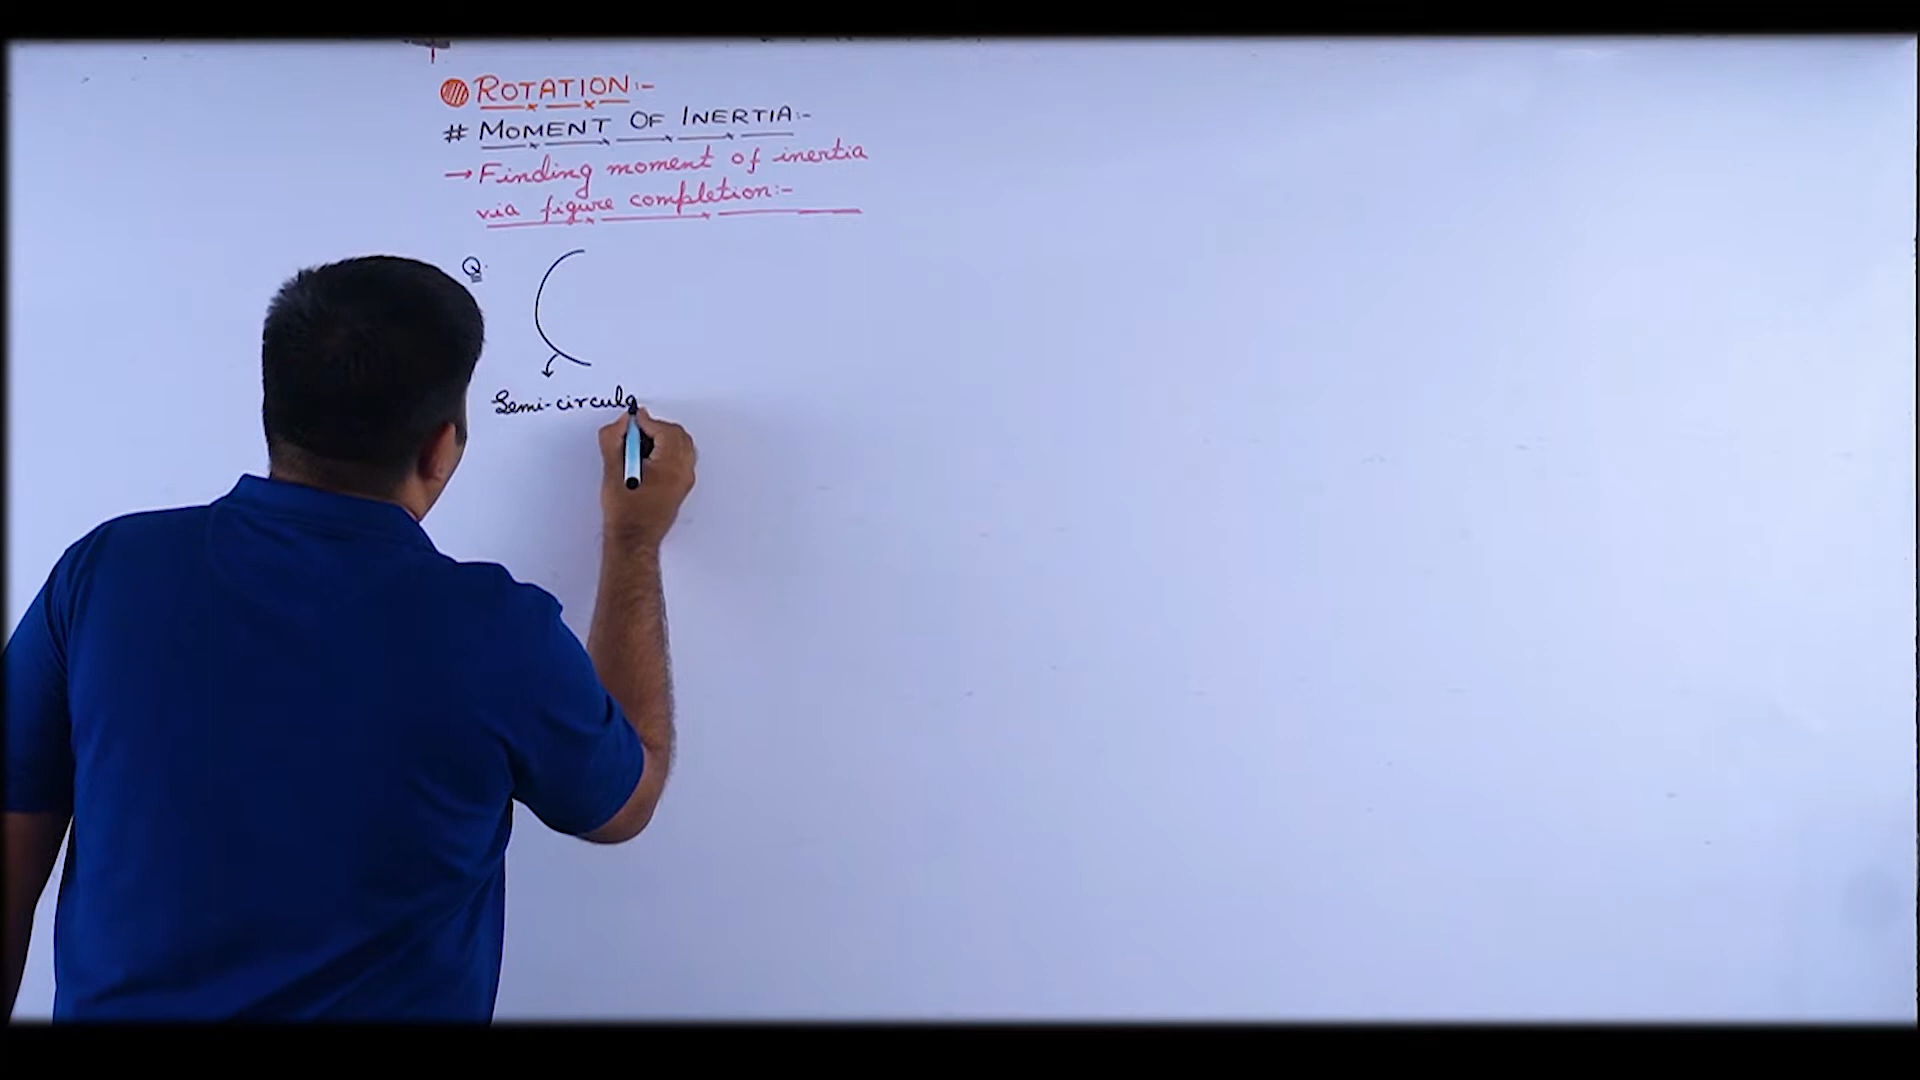 ROTATION:-
# MOMENT OF INERTIA:-
→ Finding moment of inertia
via figure completion:-
Q.
Semi-circula